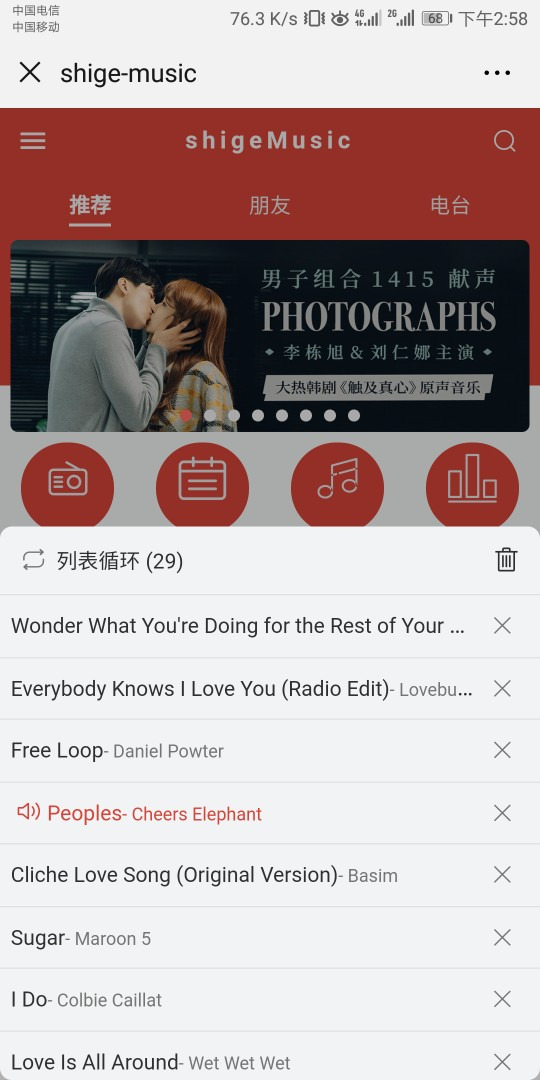 中国电信
中国移动
76.3 K/s 4G 2G 68 下午2:58
shige-music
shigeMusic
推荐 朋友 电台
男子组合 1415 献声
PHOTOGRAPHS
李栋旭&刘仁娜主演
大热韩剧《触及真心》原声音乐
列表循环 (29)
Wonder What You're Doing for the Rest of Your ...
Everybody Knows I Love You (Radio Edit)- Lovebu...
Free Loop- Daniel Powter
Peoples- Cheers Elephant
Cliche Love Song (Original Version)- Basim
Sugar- Maroon 5
I Do- Colbie Caillat
Love Is All Around- Wet Wet Wet